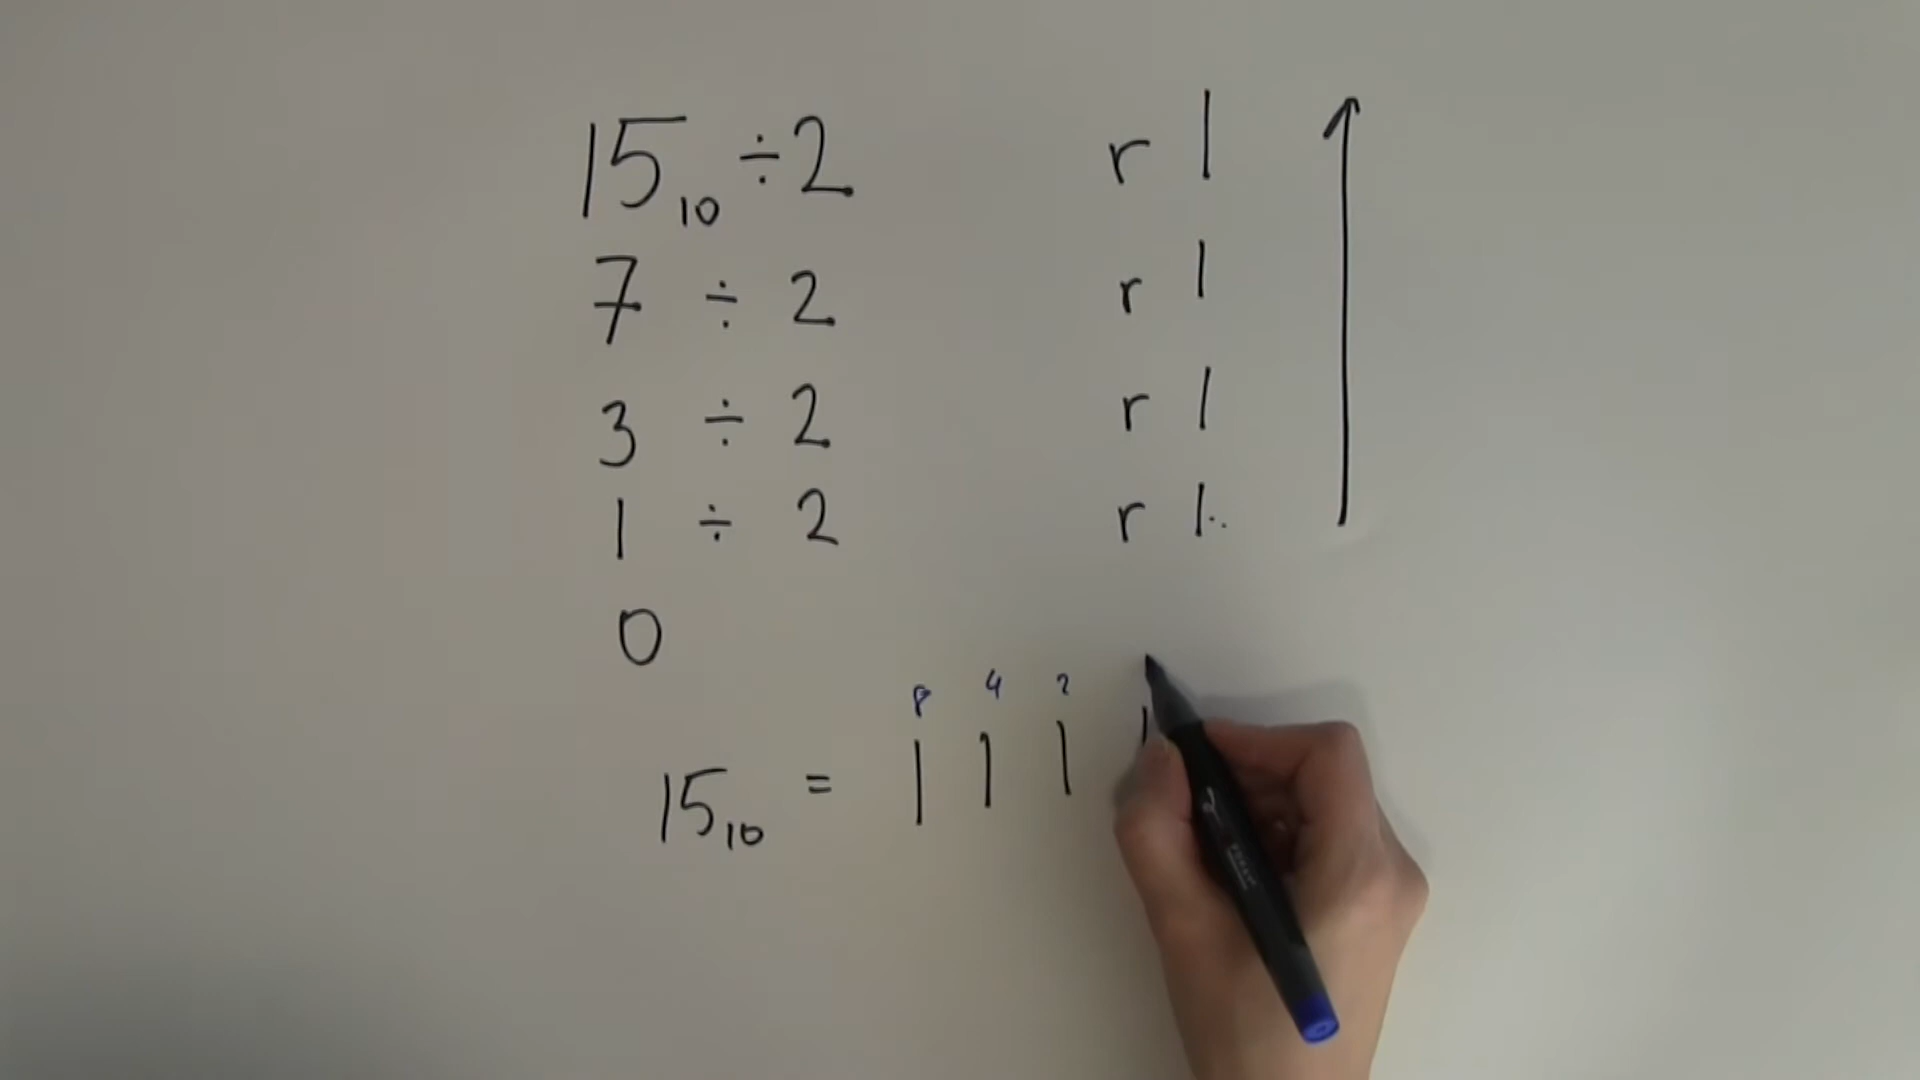 15₁₀ ÷ 2 r 1
7 ÷ 2 r 1
3 ÷ 2 r 1
1 ÷ 2 r 1
0
8 4 2
15₁₀ = 1 1 1 1